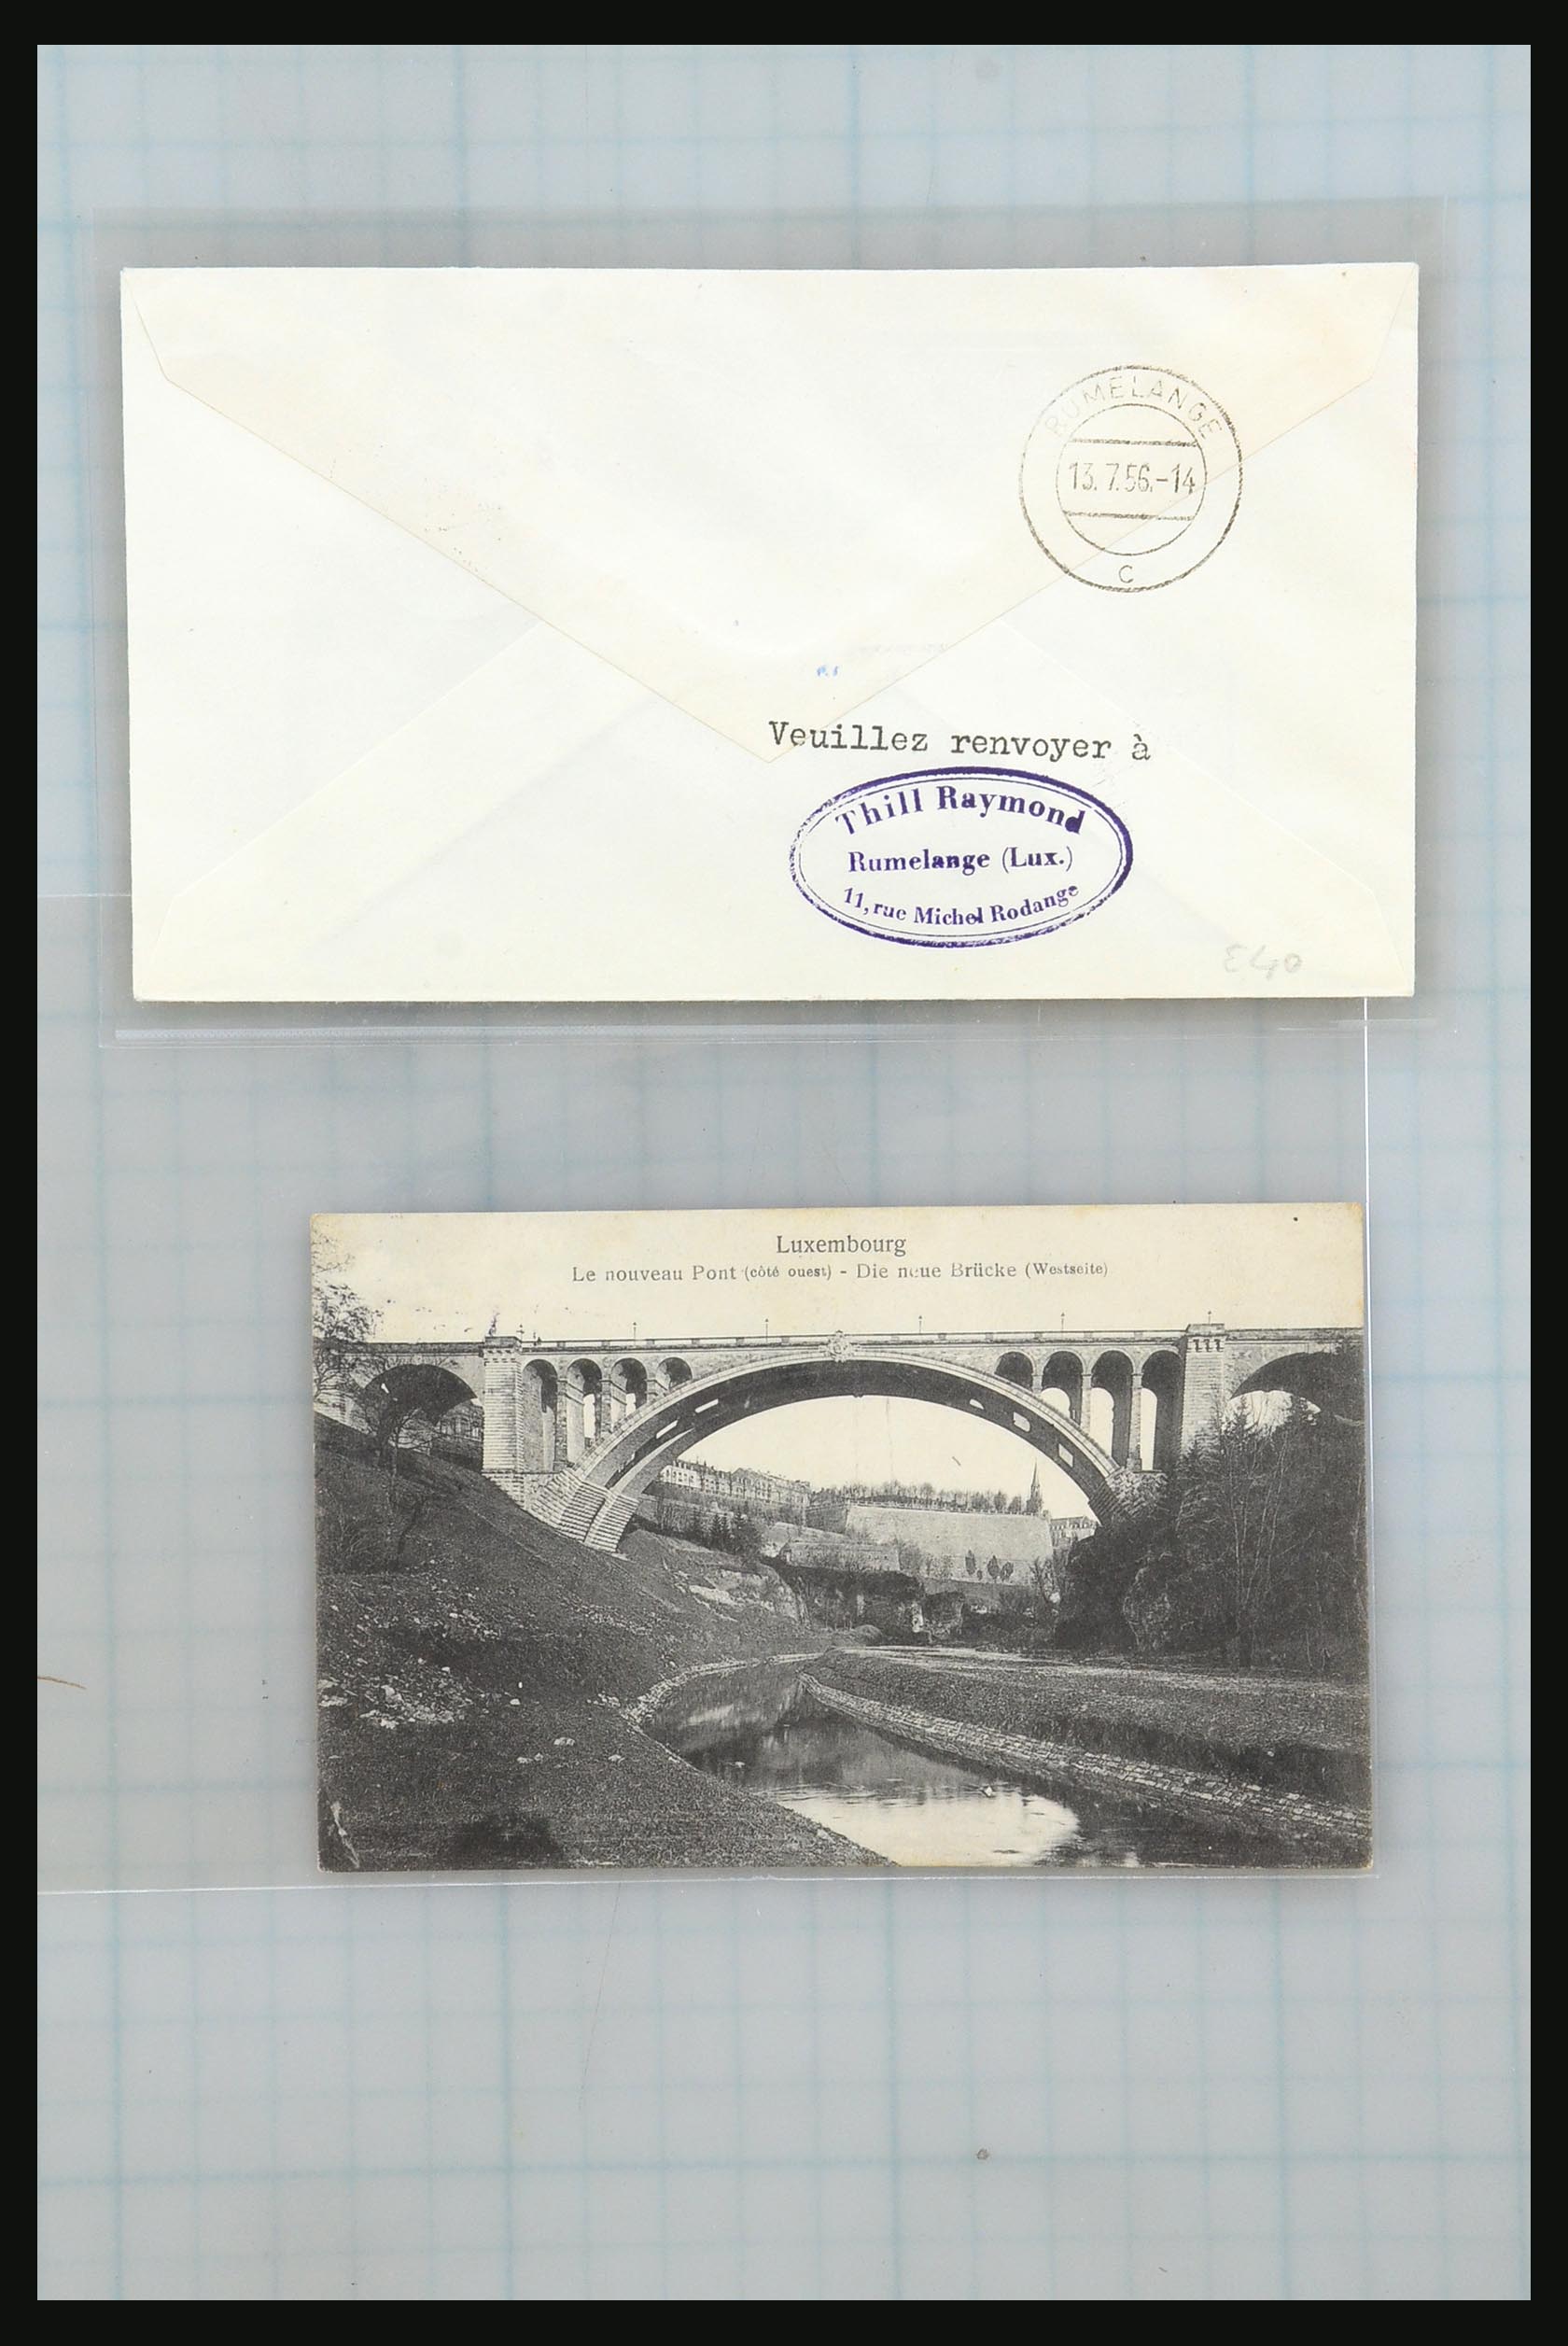 RUMELANGE
13.7.56.-14
c
Veuillez renvoyer à
Thill Raymond
Rumelange (Lux.)
11, rue Michel Rodange
£40
Luxembourg
Le nouveau Pont (côté ouest) - Die neue Brücke (Westseite)